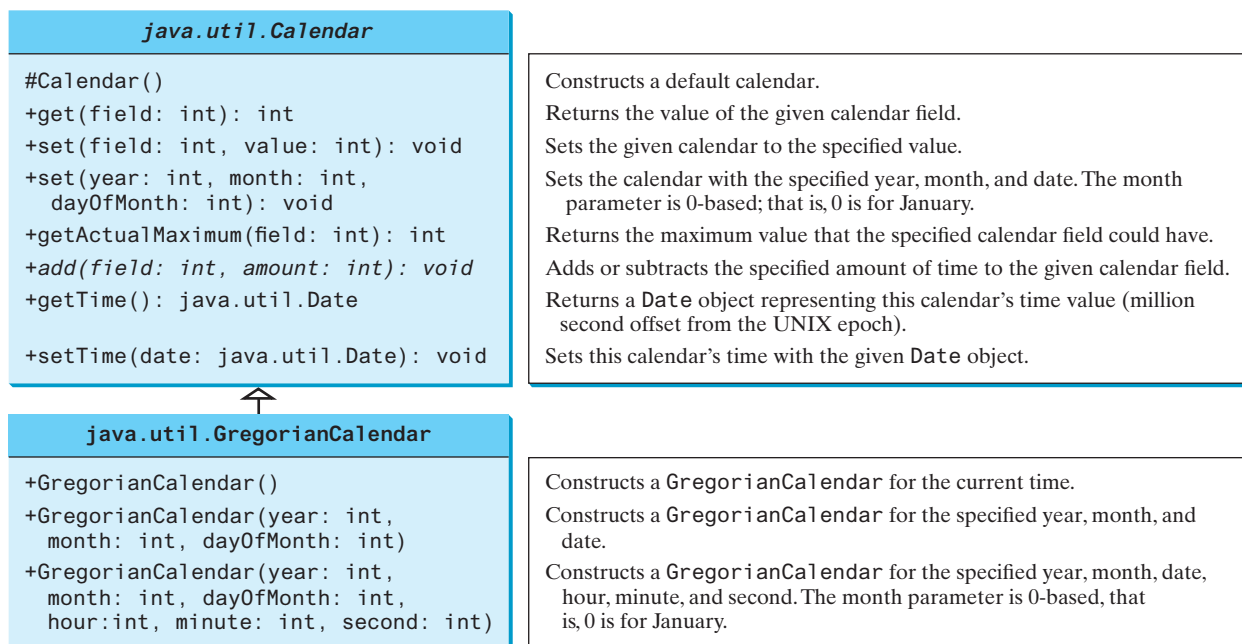 java.util.Calendar
#Calendar()
Constructs a default calendar.
+get(field: int): int
Returns the value of the given calendar field.
+set(field: int, value: int): void
Sets the given calendar to the specified value.
+set(year: int, month: int,
dayOfMonth: int): void
Sets the calendar with the specified year, month, and date. The month
parameter is 0-based; that is, 0 is for January.
+getActualMaximum(field: int): int
Returns the maximum value that the specified calendar field could have.
+add(field: int, amount: int): void
Adds or subtracts the specified amount of time to the given calendar field.
+getTime(): java.util.Date
Returns a Date object representing this calendar's time value (million
second offset from the UNIX epoch).
+setTime(date: java.util.Date): void
Sets this calendar's time with the given Date object.
java.util.GregorianCalendar
+GregorianCalendar()
Constructs a GregorianCalendar for the current time.
+GregorianCalendar(year: int,
month: int, dayOfMonth: int)
Constructs a GregorianCalendar for the specified year, month, and
date.
+GregorianCalendar(year: int,
month: int, dayOfMonth: int,
hour:int, minute: int, second: int)
Constructs a GregorianCalendar for the specified year, month, date,
hour, minute, and second. The month parameter is 0-based, that
is, 0 is for January.